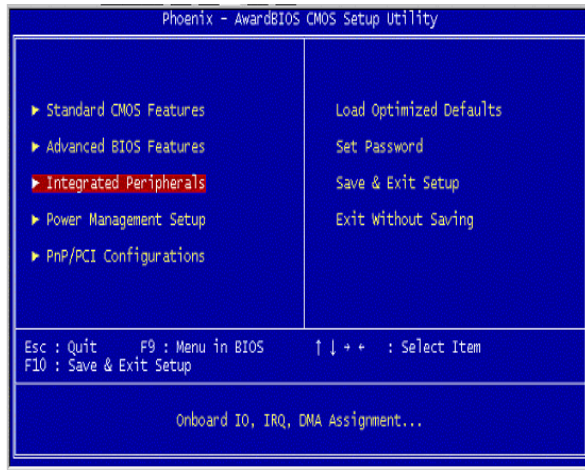 Phoenix - AwardBIOS CMOS Setup Utility
▶ Standard CMOS Features
▶ Advanced BIOS Features
▶ Integrated Peripherals
▶ Power Management Setup
▶ PnP/PCI Configurations
Load Optimized Defaults
Set Password
Save & Exit Setup
Exit Without Saving
Esc : Quit F9 : Menu in BIOS ↑ ↓ → ← : Select Item
F10 : Save & Exit Setup
Onboard IO, IRQ, DMA Assignment...